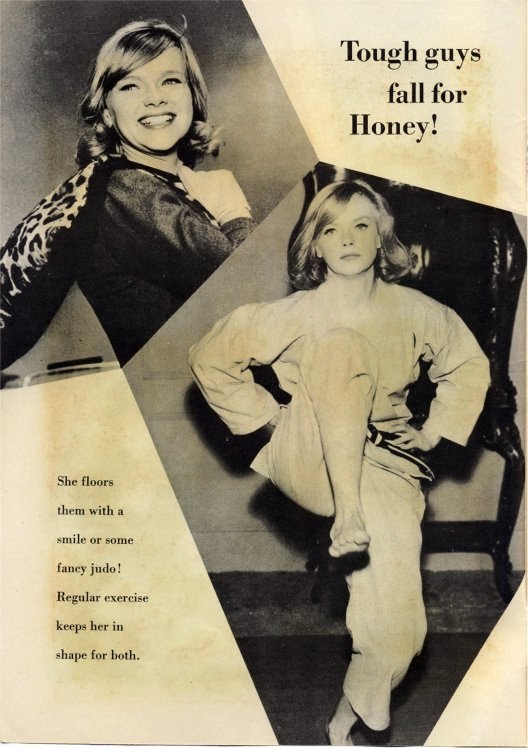 Tough guys
fall for
Honey!
She floors
them with a
smile or some
fancy judo!
Regular exercise
keeps her in
shape for both.